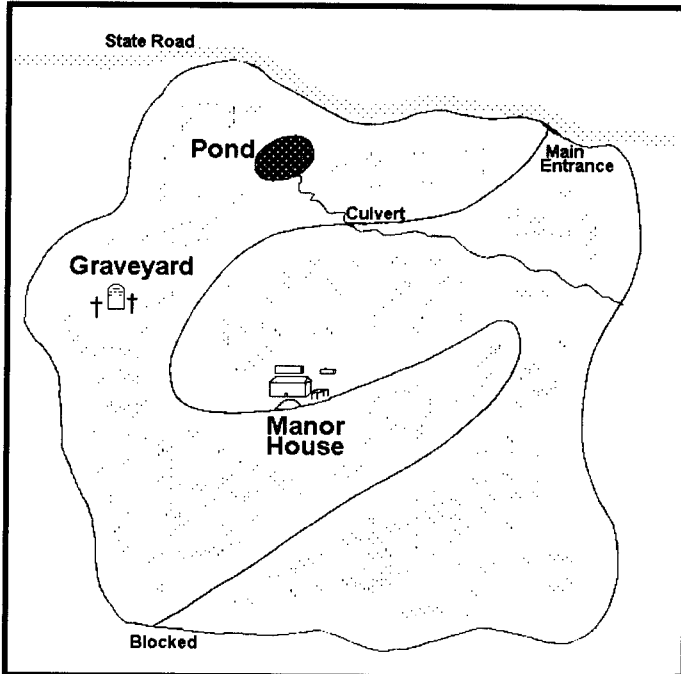 State Road
Pond
Main
Entrance
Culvert
Graveyard
Manor
House
Blocked